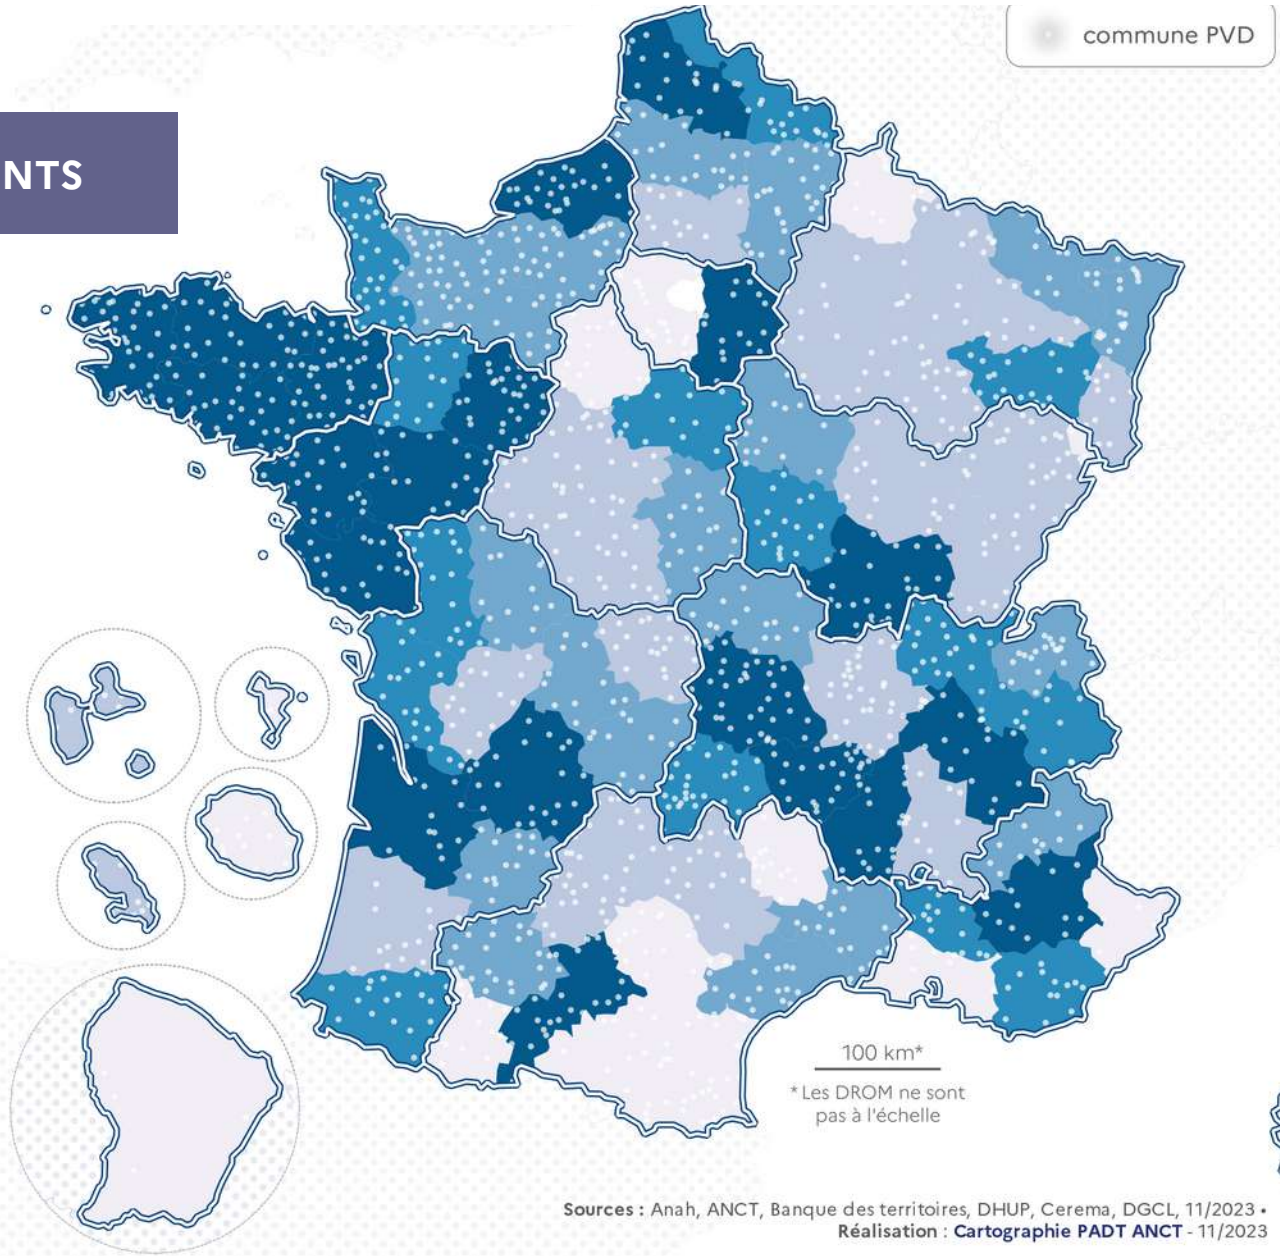 commune PVD
NTS
100 km*
*Les DROM ne sont
pas à l'échelle
Sources : Anah, ANCT, Banque des territoires, DHUP, Cerema, DGCL, 11/2023 •
Réalisation : Cartographie PADT ANCT - 11/2023